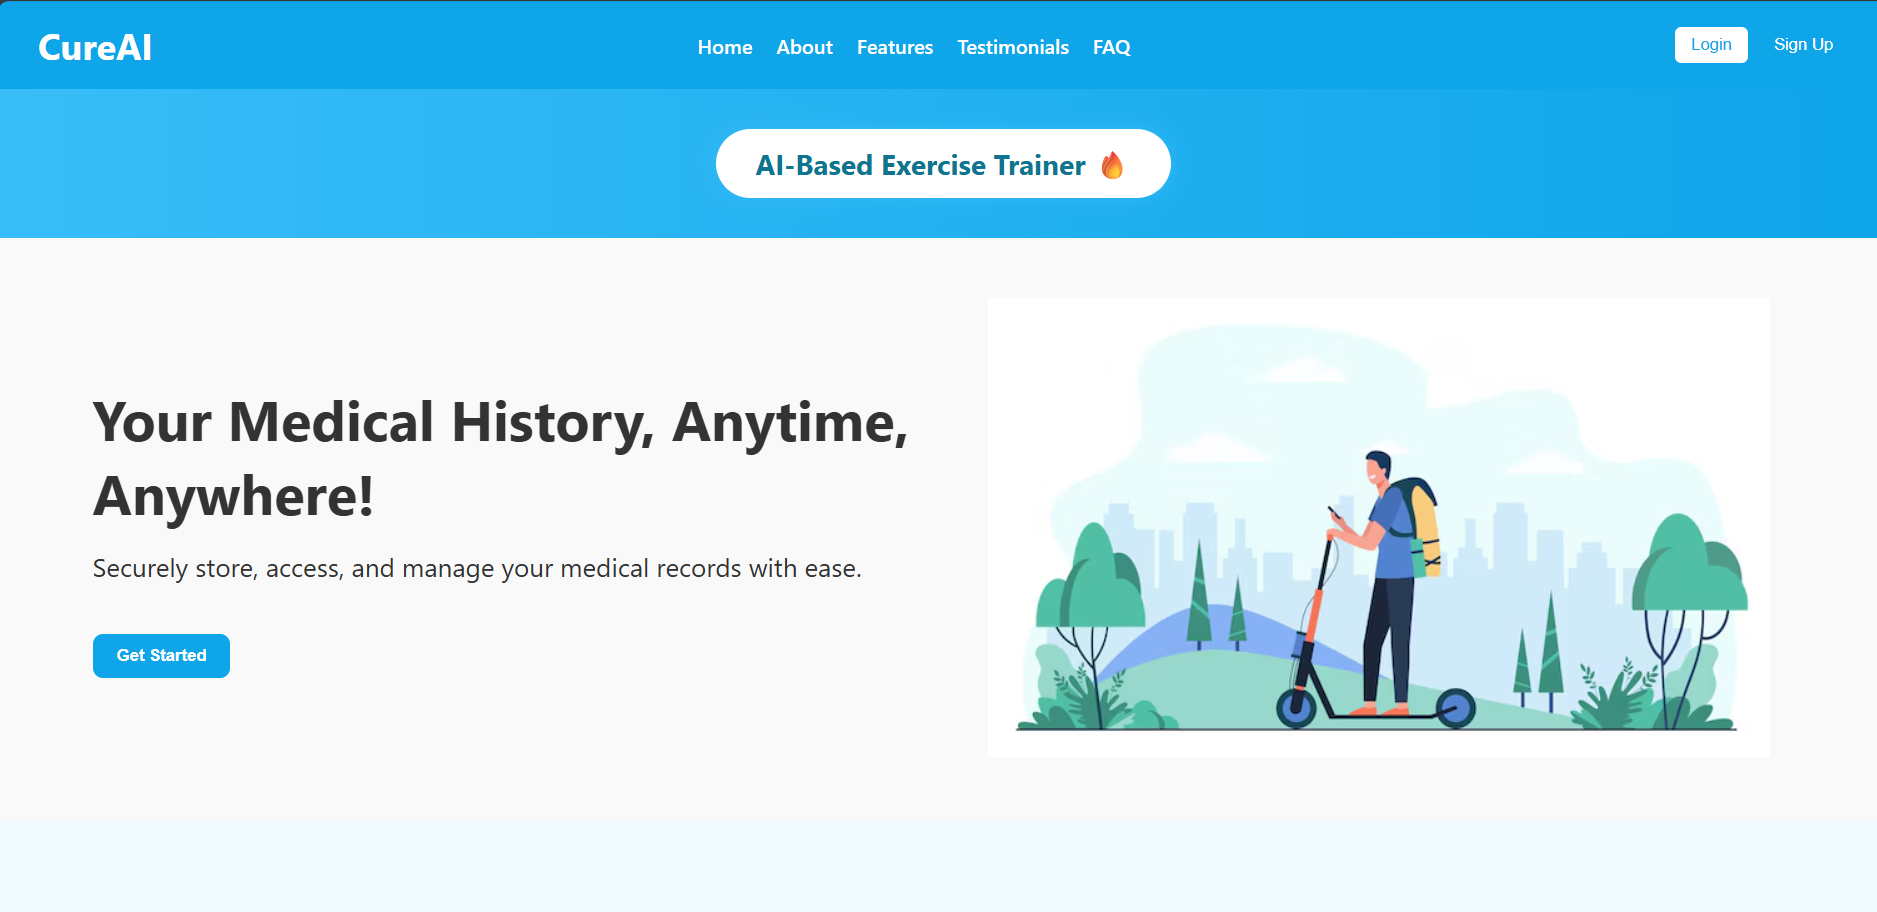 CureAI
Home About Features Testimonials FAQ
Login Sign Up
AI-Based Exercise Trainer 🔥
Your Medical History, Anytime,
Anywhere!
Securely store, access, and manage your medical records with ease.
Get Started